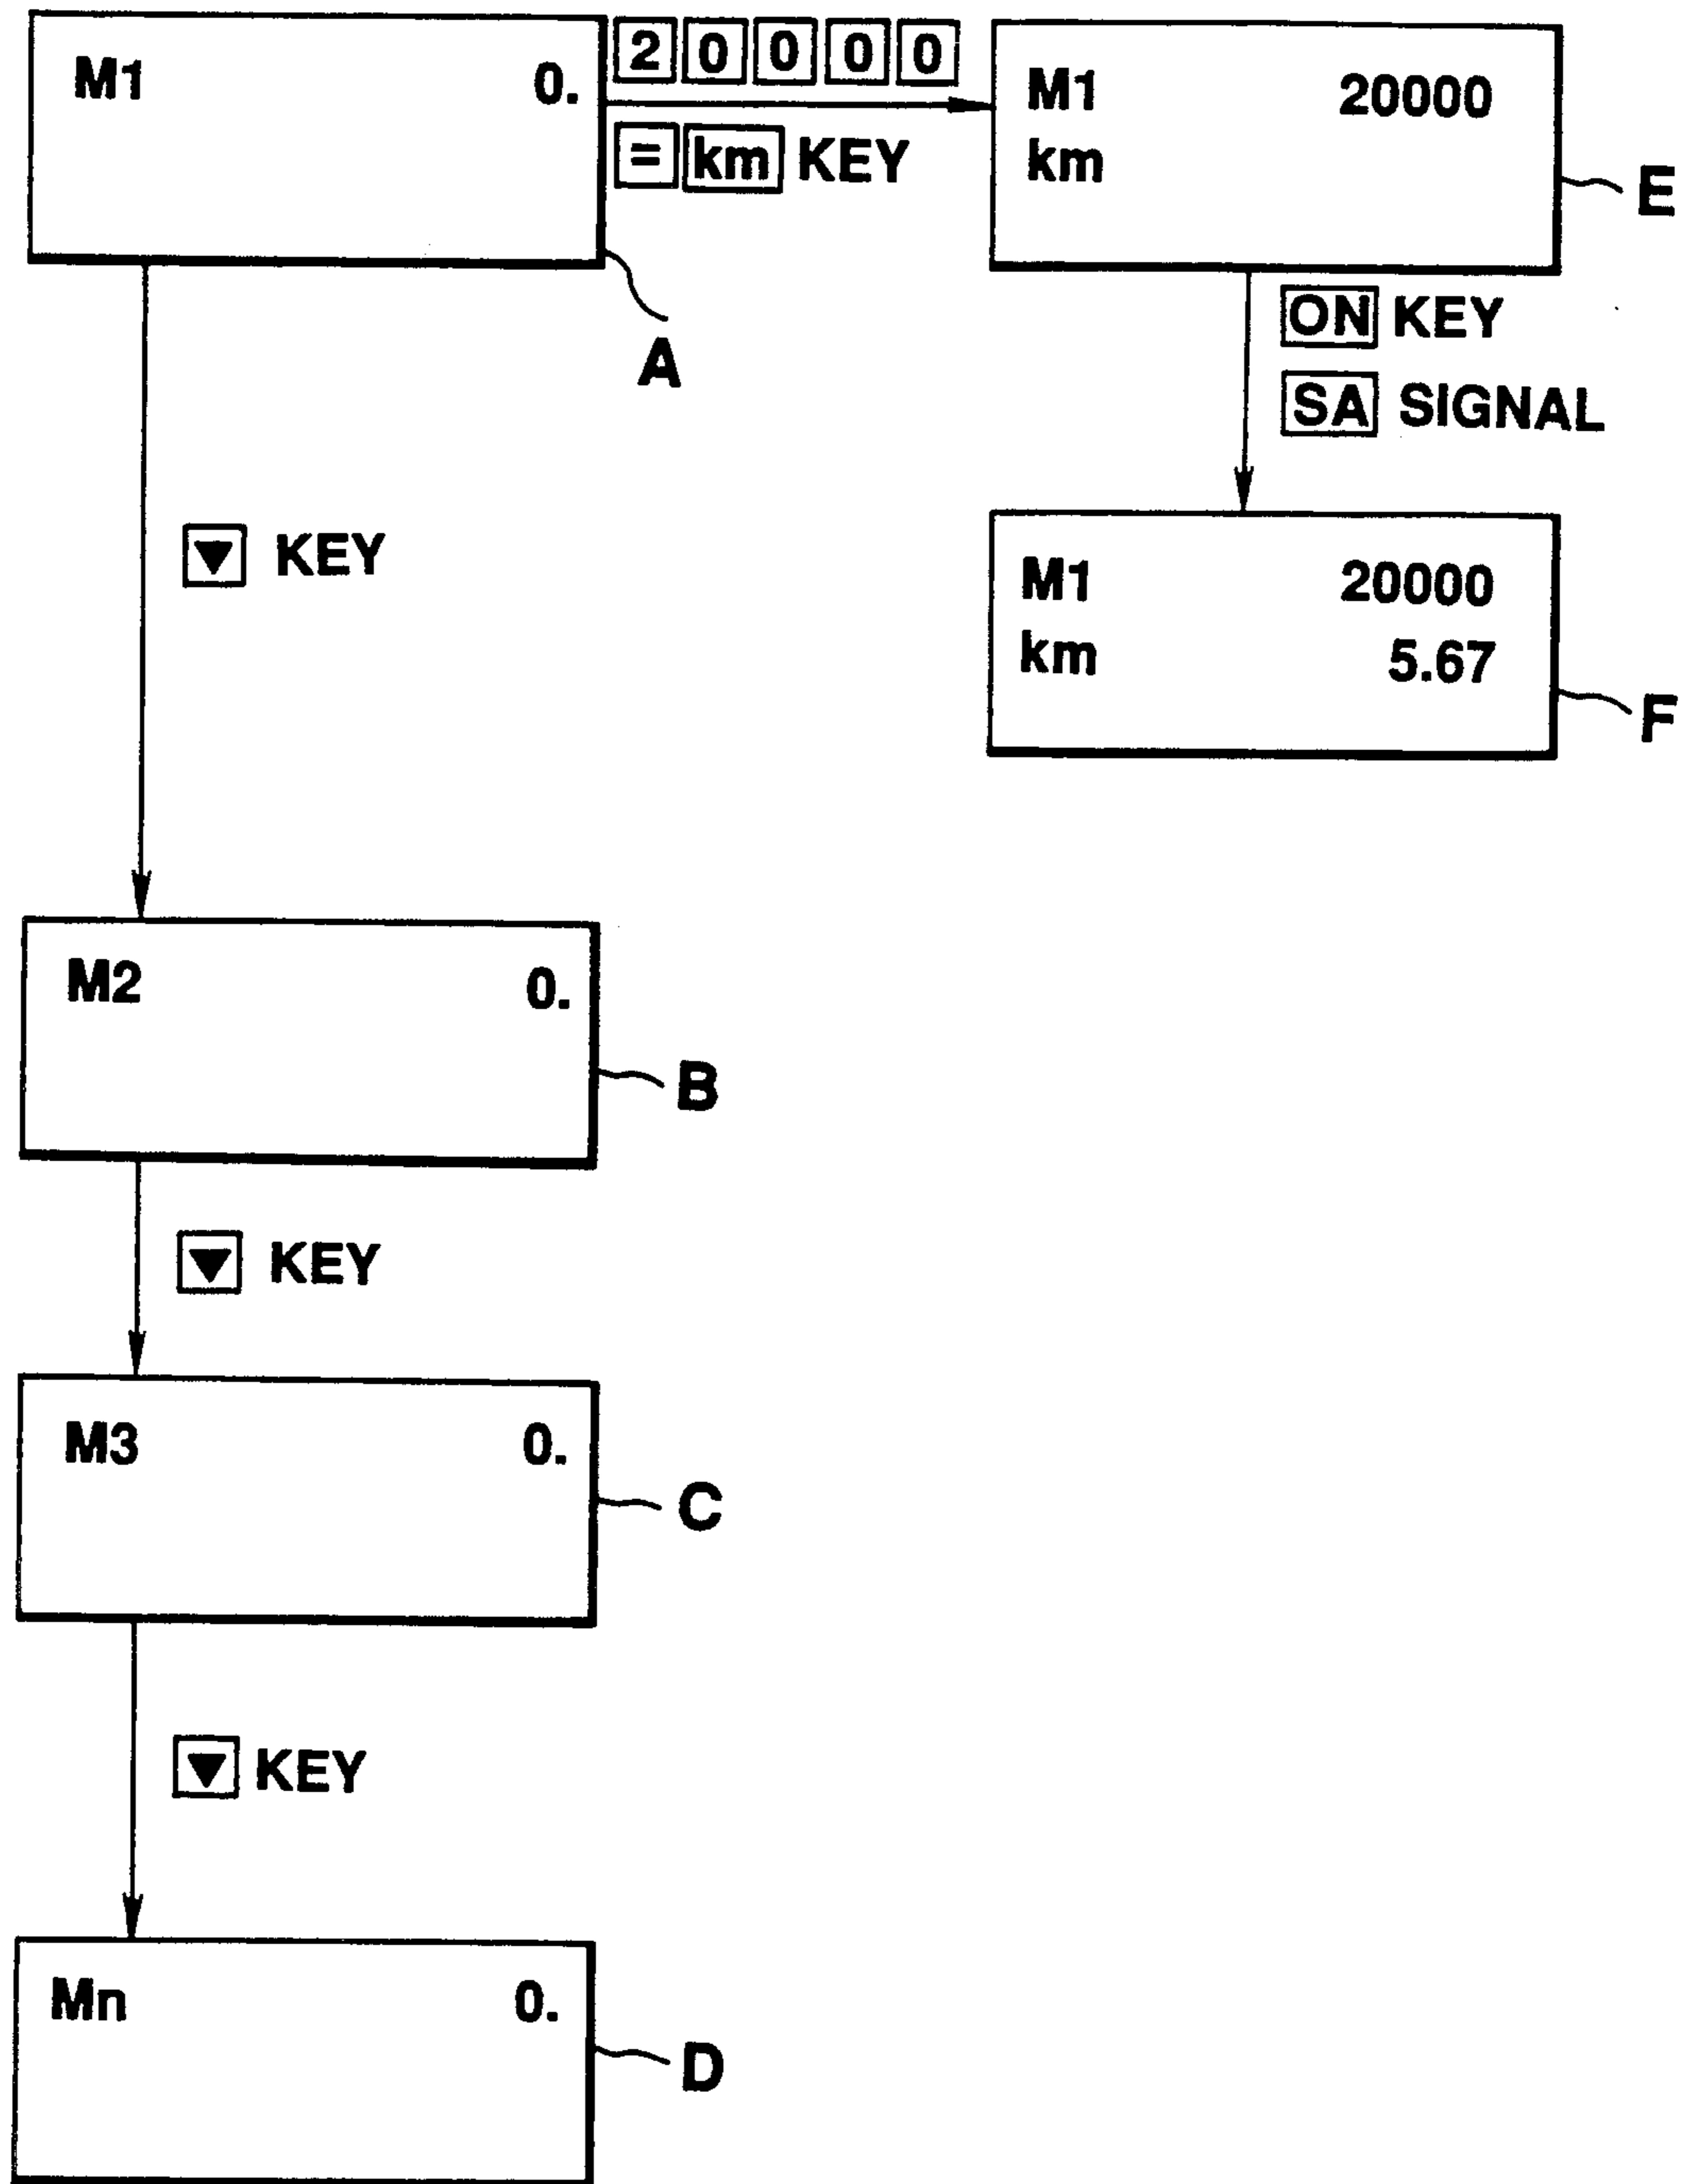 M1 0.
2 0 0 0 0
= km KEY
A
M1 20000
km
E
ON KEY
SA SIGNAL
M1 20000
km 5.67
F
▼ KEY
M2 0.
B
▼ KEY
M3 0.
C
▼ KEY
Mn 0.
D